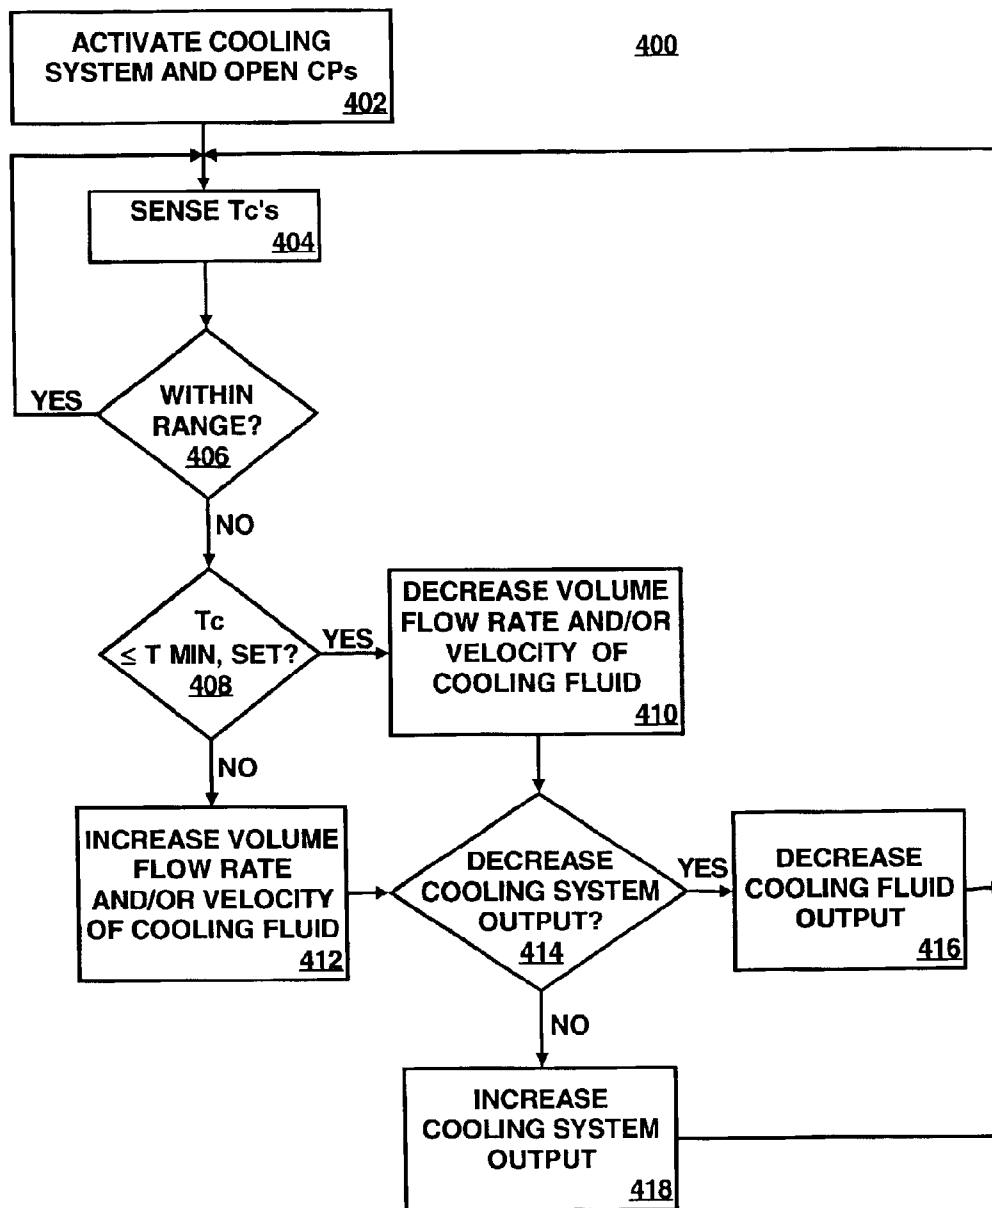 ACTIVATE COOLING
SYSTEM AND OPEN CPs
402
400
SENSE Tc's
404
YES
WITHIN
RANGE?
406
NO
Tc
≤ T MIN, SET?
408
YES
DECREASE VOLUME
FLOW RATE AND/OR
VELOCITY OF
COOLING FLUID
410
NO
INCREASE VOLUME
FLOW RATE
AND/OR VELOCITY
OF COOLING FLUID
412
DECREASE
COOLING SYSTEM
OUTPUT?
414
YES
DECREASE
COOLING FLUID
OUTPUT
416
NO
INCREASE
COOLING SYSTEM
OUTPUT
418